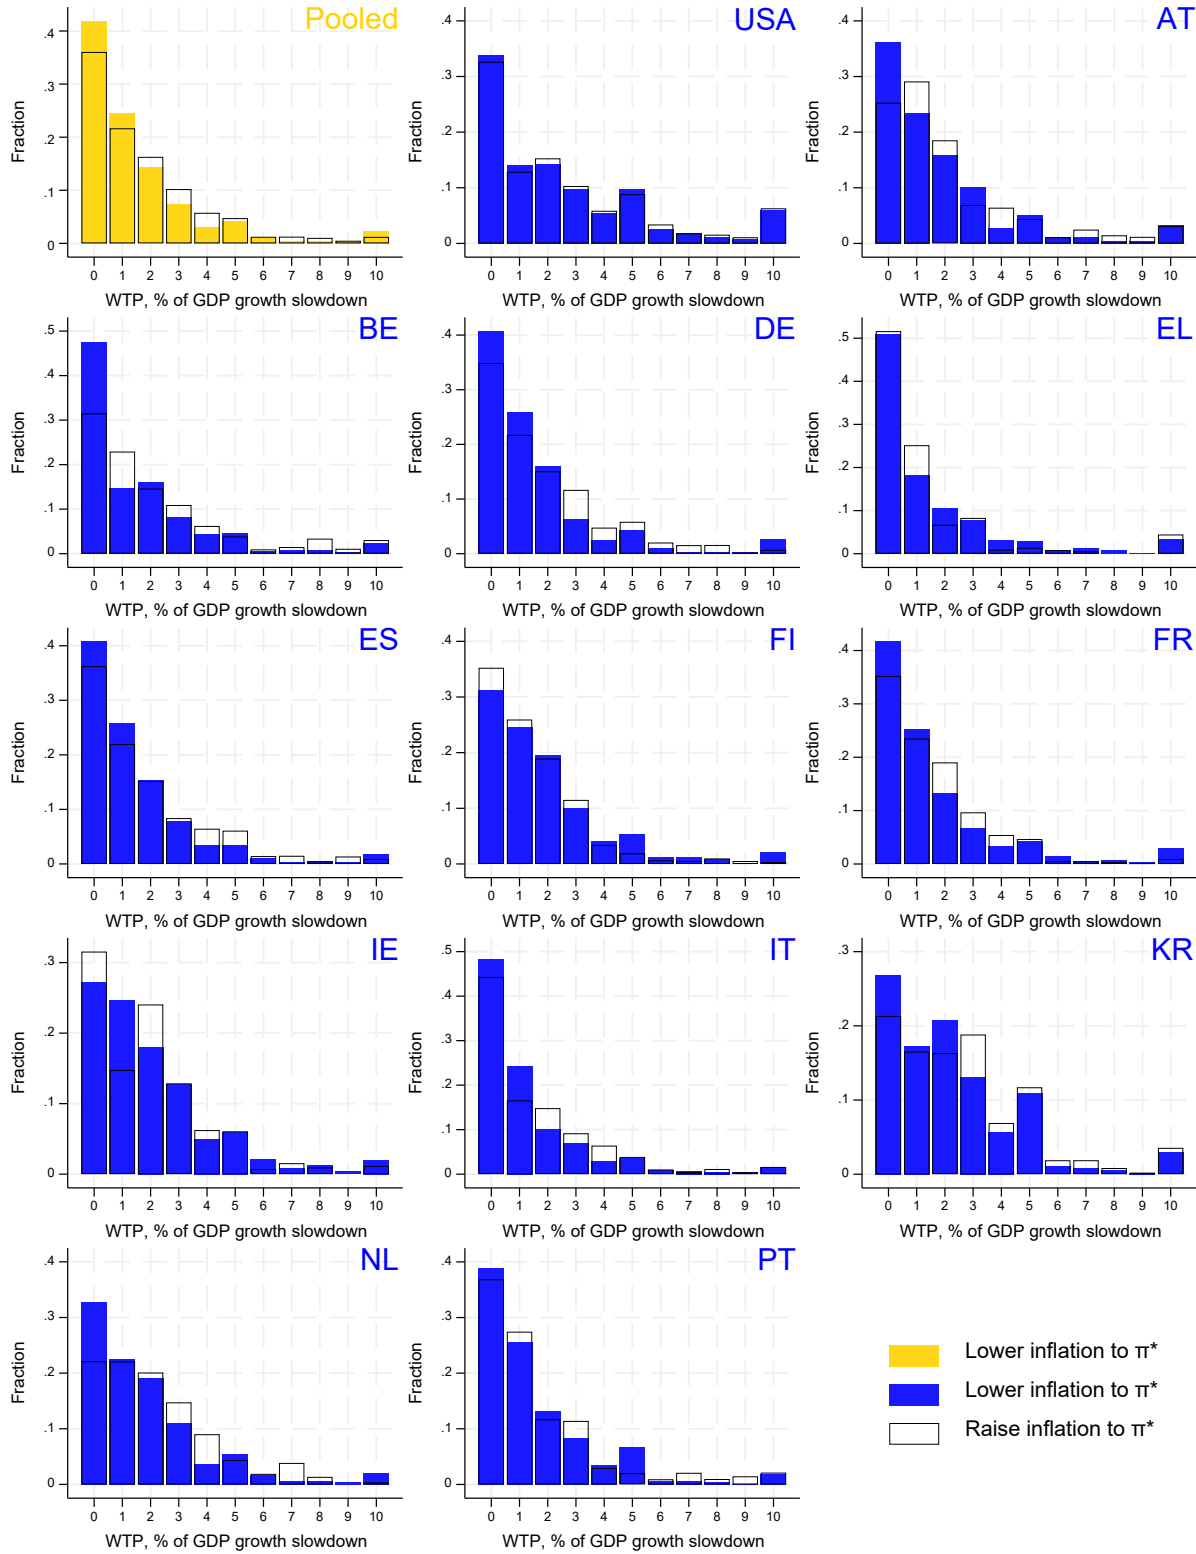 Pooled
.4
.3
.2
.1
0
Fraction
0 1 2 3 4 5 6 7 8 9 10
WTP, % of GDP growth slowdown
USA
.4
.3
.2
.1
0
Fraction
0 1 2 3 4 5 6 7 8 9 10
WTP, % of GDP growth slowdown
AT
.4
.3
.2
.1
0
Fraction
0 1 2 3 4 5 6 7 8 9 10
WTP, % of GDP growth slowdown
BE
.5
.4
.3
.2
.1
0
Fraction
0 1 2 3 4 5 6 7 8 9 10
WTP, % of GDP growth slowdown
DE
.4
.3
.2
.1
0
Fraction
0 1 2 3 4 5 6 7 8 9 10
WTP, % of GDP growth slowdown
EL
.5
.4
.3
.2
.1
0
Fraction
0 1 2 3 4 5 6 7 8 9 10
WTP, % of GDP growth slowdown
ES
.4
.3
.2
.1
0
Fraction
0 1 2 3 4 5 6 7 8 9 10
WTP, % of GDP growth slowdown
FI
.4
.3
.2
.1
0
Fraction
0 1 2 3 4 5 6 7 8 9 10
WTP, % of GDP growth slowdown
FR
.4
.3
.2
.1
0
Fraction
0 1 2 3 4 5 6 7 8 9 10
WTP, % of GDP growth slowdown
IE
.3
.2
.1
0
Fraction
0 1 2 3 4 5 6 7 8 9 10
WTP, % of GDP growth slowdown
IT
.5
.4
.3
.2
.1
0
Fraction
0 1 2 3 4 5 6 7 8 9 10
WTP, % of GDP growth slowdown
KR
.3
.2
.1
0
Fraction
0 1 2 3 4 5 6 7 8 9 10
WTP, % of GDP growth slowdown
NL
.4
.3
.2
.1
0
Fraction
0 1 2 3 4 5 6 7 8 9 10
WTP, % of GDP growth slowdown
PT
.4
.3
.2
.1
0
Fraction
0 1 2 3 4 5 6 7 8 9 10
WTP, % of GDP growth slowdown
Lower inflation to π*
Lower inflation to π*
Raise inflation to π*